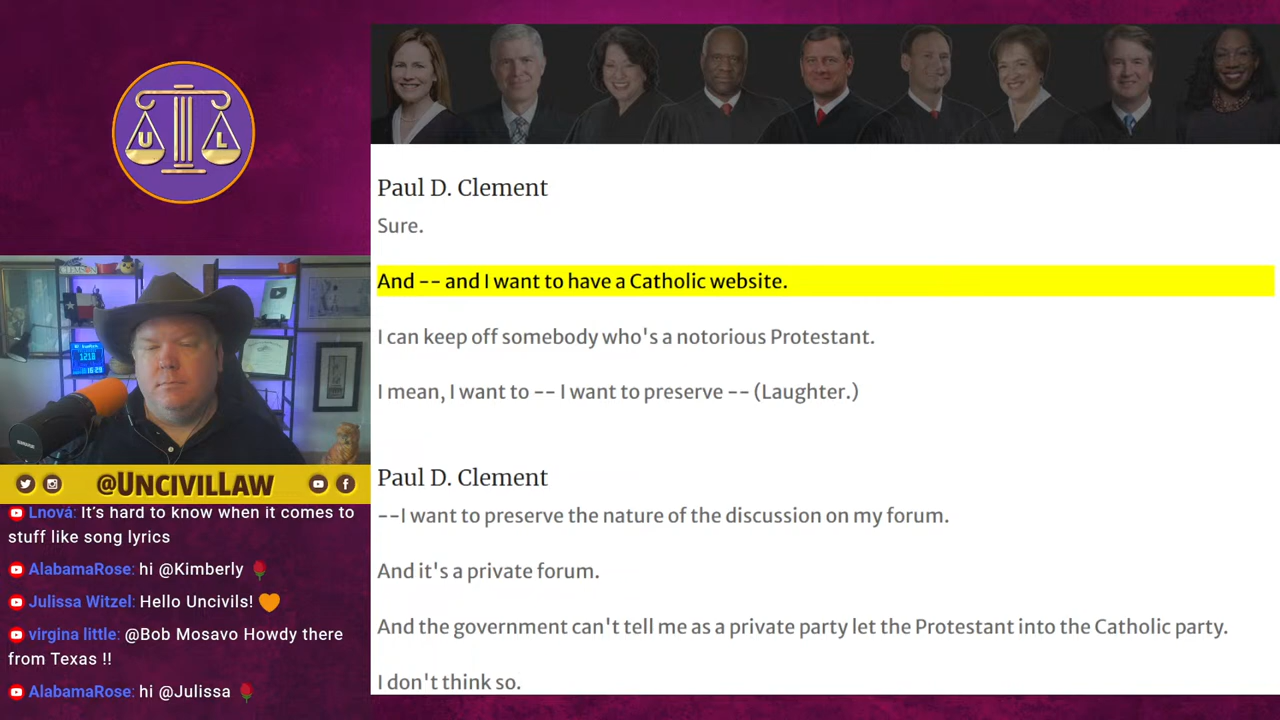 U L
@UNCIVILLAW
Lnová: It's hard to know when it comes to
stuff like song lyrics
AlabamaRose: hi @Kimberly 🌹
Julissa Witzel: Hello Uncivils! 🧡
virgina little: @Bob Mosavo Howdy there
from Texas !!
AlabamaRose: hi @Julissa 🌹
Paul D. Clement
Sure.
And -- and I want to have a Catholic website.
I can keep off somebody who's a notorious Protestant.
I mean, I want to -- I want to preserve -- (Laughter.)
Paul D. Clement
--I want to preserve the nature of the discussion on my forum.
And it's a private forum.
And the government can't tell me as a private party let the Protestant into the Catholic party.
I don't think so.